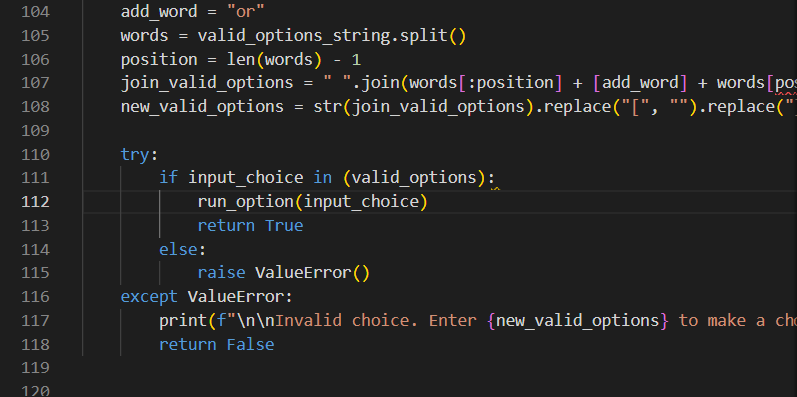 104 add_word = "or"
105 words = valid_options_string.split()
106 position = len(words) - 1
107 join_valid_options = " ".join(words[:position] + [add_word] + words[pos
108 new_valid_options = str(join_valid_options).replace("[", "").replace("]
109
110 try:
111 if input_choice in (valid_options):
112 run_option(input_choice)
113 return True
114 else:
115 raise ValueError()
116 except ValueError:
117 print(f"\n\nInvalid choice. Enter {new_valid_options} to make a cho
118 return False
119
120